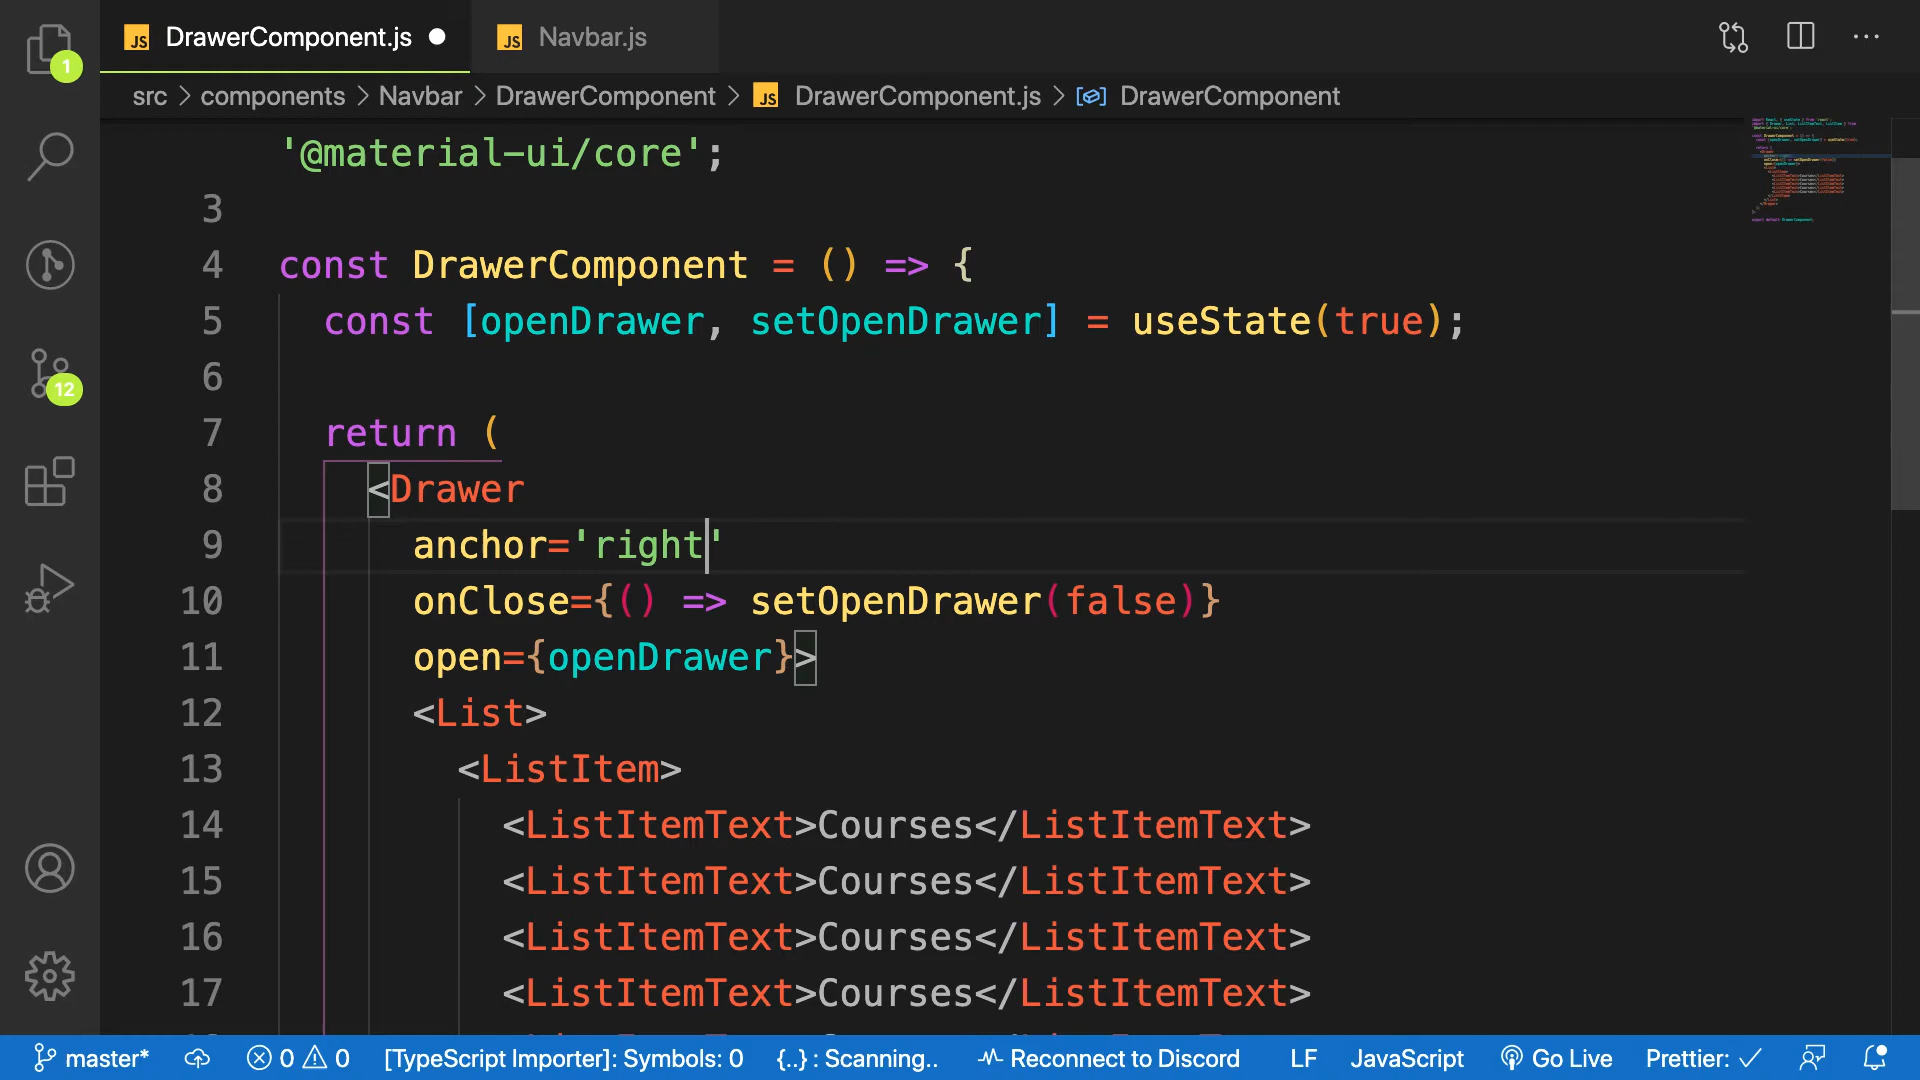 JS DrawerComponent.js
JS Navbar.js
1
src > components > Navbar > DrawerComponent > JS DrawerComponent.js > DrawerComponent
'@material-ui/core';
3
4 const DrawerComponent = () => {
5 const [openDrawer, setOpenDrawer] = useState(true);
6
7 return (
8 <Drawer
9 anchor='right'
10 onClose={() => setOpenDrawer(false)}
11 open={openDrawer}>
12 <List>
13 <ListItem>
14 <ListItemText>Courses</ListItemText>
15 <ListItemText>Courses</ListItemText>
16 <ListItemText>Courses</ListItemText>
17 <ListItemText>Courses</ListItemText>
12
master* 0 0 [TypeScript Importer]: Symbols: 0 {..} : Scanning.. Reconnect to Discord LF JavaScript Go Live Prettier: ✓